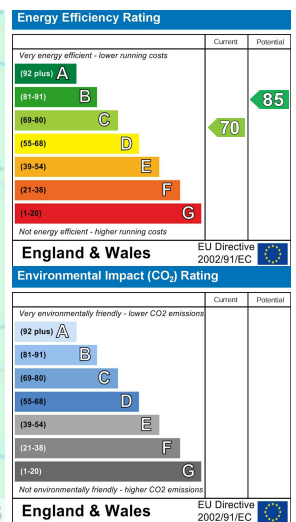 Energy Efficiency Rating
Current Potential
Very energy efficient - lower running costs
(92 plus) A
(81-91) B
(69-80) C
(55-68) D
(39-54) E
(21-38) F
(1-20) G
70
85
Not energy efficient - higher running costs
England & Wales
EU Directive
2002/91/EC
Environmental Impact (CO₂) Rating
Current Potential
Very environmentally friendly - lower CO2 emissions
(92 plus) A
(81-91) B
(69-80) C
(55-68) D
(39-54) E
(21-38) F
(1-20) G
Not environmentally friendly - higher CO2 emissions
England & Wales
EU Directive
2002/91/EC